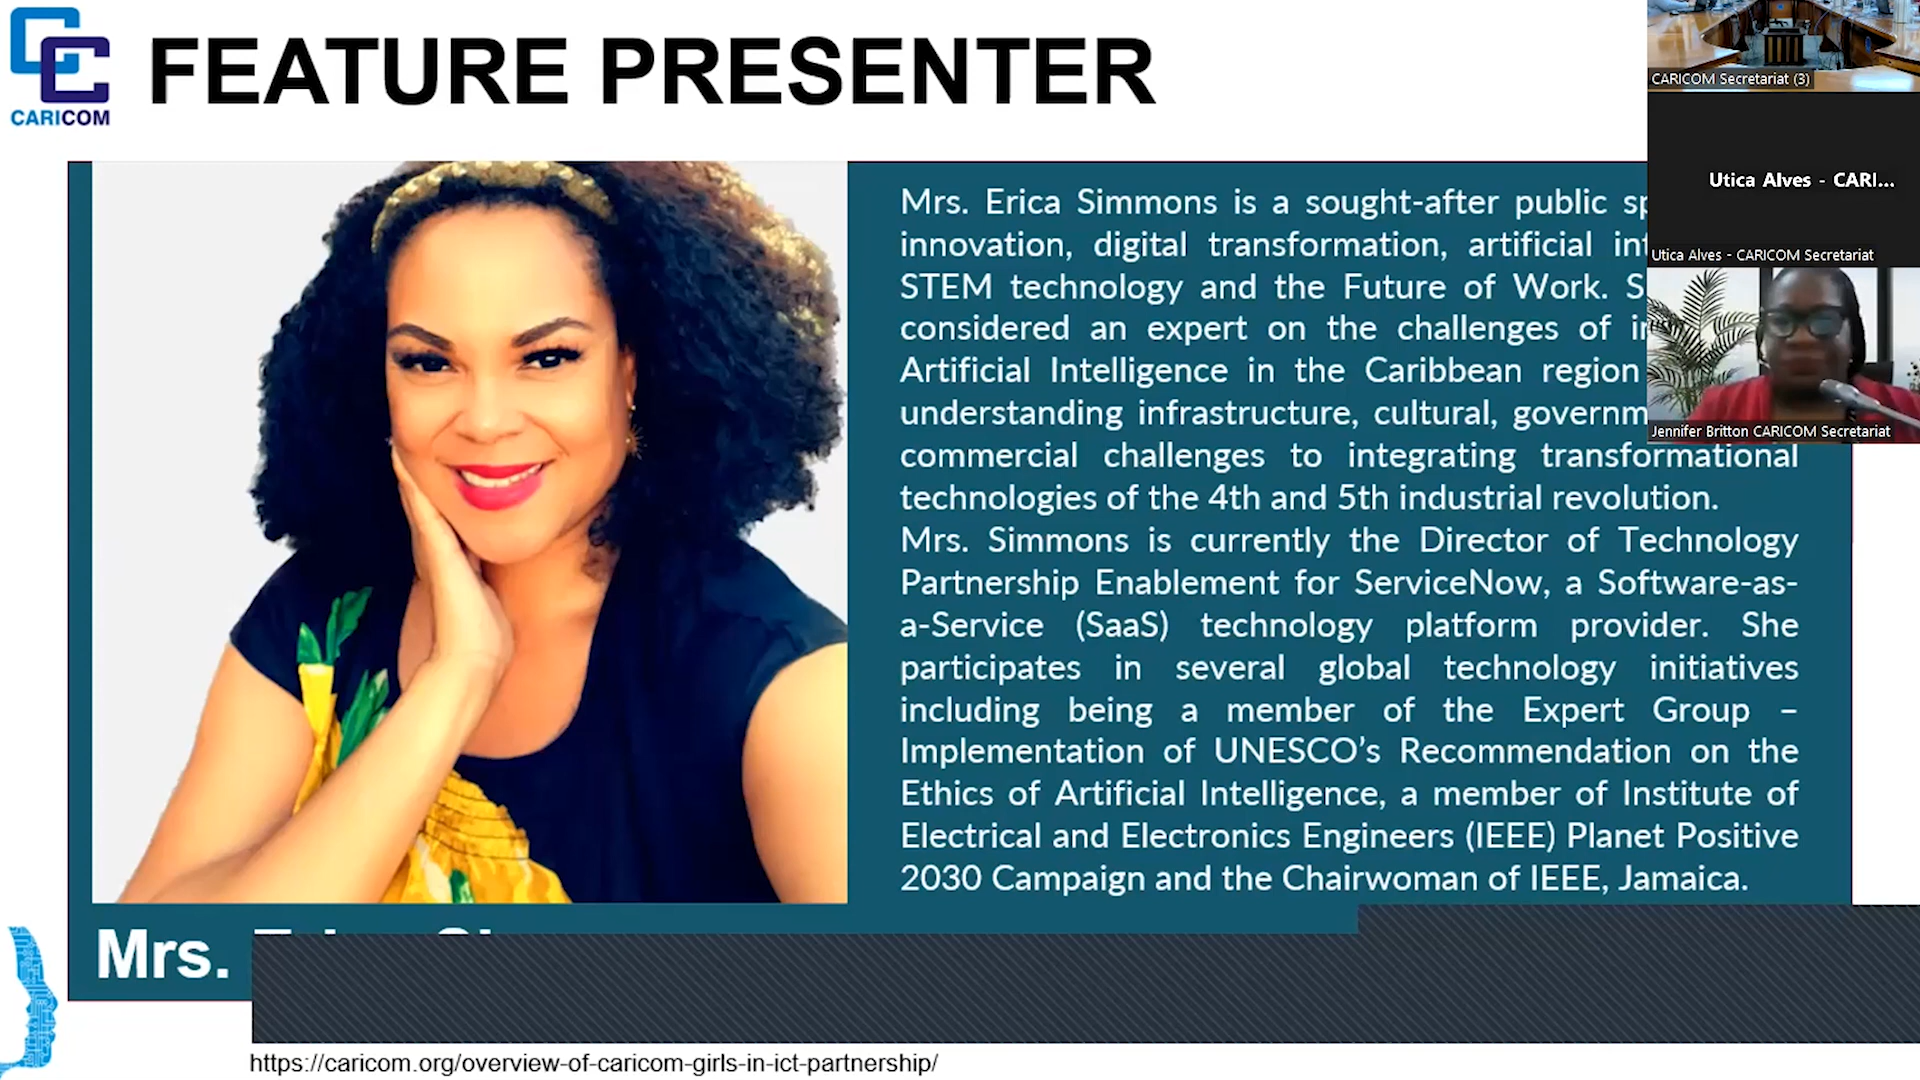 CARICOM
FEATURE PRESENTER
Mrs. Erica Simmons is a sought-after public
innovation, digital transformation, artificial
STEM technology and the Future of Work.
considered an expert on the challenges of
Artificial Intelligence in the Caribbean region
understanding infrastructure, cultural,
commercial challenges to integrating transformational
technologies of the 4th and 5th industrial revolution.
Mrs. Simmons is currently the Director of Technology
Partnership Enablement for ServiceNow, a Software-as-
a-Service (SaaS) technology platform provider. She
participates in several global technology initiatives
including being a member of the Expert Group –
Implementation of UNESCO’s Recommendation on the
Ethics of Artificial Intelligence, a member of Institute of
Electrical and Electronics Engineers (IEEE) Planet Positive
2030 Campaign and the Chairwoman of IEEE, Jamaica.
Mrs.
https://caricom.org/overview-of-caricom-girls-in-ict-partnership/
CARICOM Secretariat (3)
Utica Alves - CARI...
Utica Alves - CARICOM Secretariat
Jennifer Britton CARICOM Secretariat